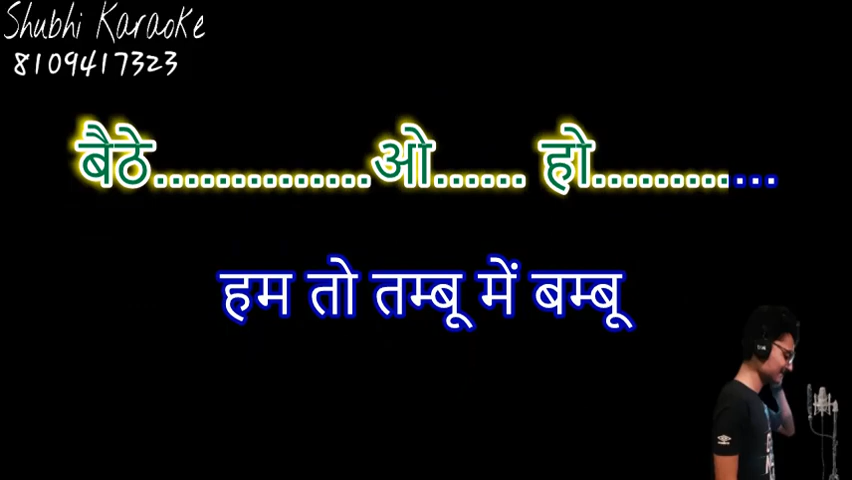 Shubhi Karaoke
8109417323
बैठे..............ओ...... हो............
हम तो तम्बू में बम्बू